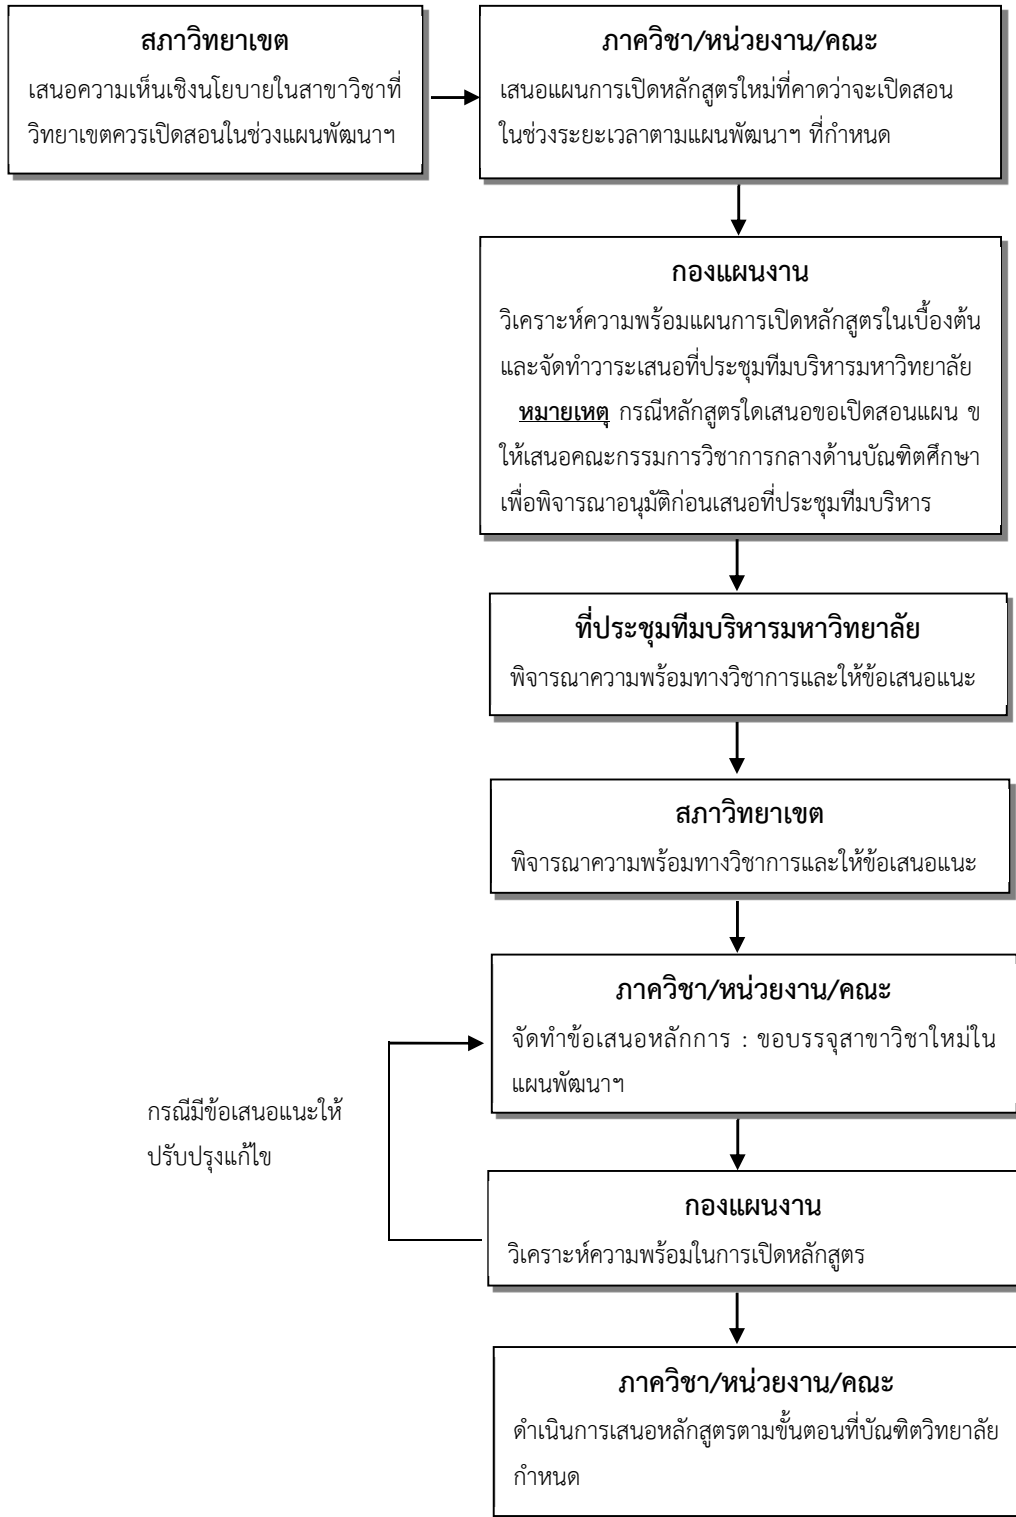 สภาวิทยาเขต
เสนอความเห็นเชิงนโยบายในสาขาวิชาที่
วิทยาเขตควรเปิดสอนในช่วงแผนพัฒนาฯ
ภาควิชา/หน่วยงาน/คณะ
เสนอแผนการเปิดหลักสูตรใหม่ที่คาดว่าจะเปิดสอน
ในช่วงระยะเวลาตามแผนพัฒนาฯ ที่กำหนด
กองแผนงาน
วิเคราะห์ความพร้อมแผนการเปิดหลักสูตรในเบื้องต้น
และจัดทำวาระเสนอที่ประชุมทีมบริหารมหาวิทยาลัย
หมายเหตุ กรณีหลักสูตรใดเสนอขอเปิดสอนแผน ข
ให้เสนอคณะกรรมการวิชาการกลางด้านบัณฑิตศึกษา
เพื่อพิจารณาอนุมัติก่อนเสนอที่ประชุมทีมบริหาร
ที่ประชุมทีมบริหารมหาวิทยาลัย
พิจารณาความพร้อมทางวิชาการและให้ข้อเสนอแนะ
สภาวิทยาเขต
พิจารณาความพร้อมทางวิชาการและให้ข้อเสนอแนะ
ภาควิชา/หน่วยงาน/คณะ
จัดทำข้อเสนอหลักการ : ขอบรรจุสาขาวิชาใหม่ใน
แผนพัฒนาฯ
กรณีมีข้อเสนอแนะให้
ปรับปรุงแก้ไข
กองแผนงาน
วิเคราะห์ความพร้อมในการเปิดหลักสูตร
ภาควิชา/หน่วยงาน/คณะ
ดำเนินการเสนอหลักสูตรตามขั้นตอนที่บัณฑิตวิทยาลัย
กำหนด